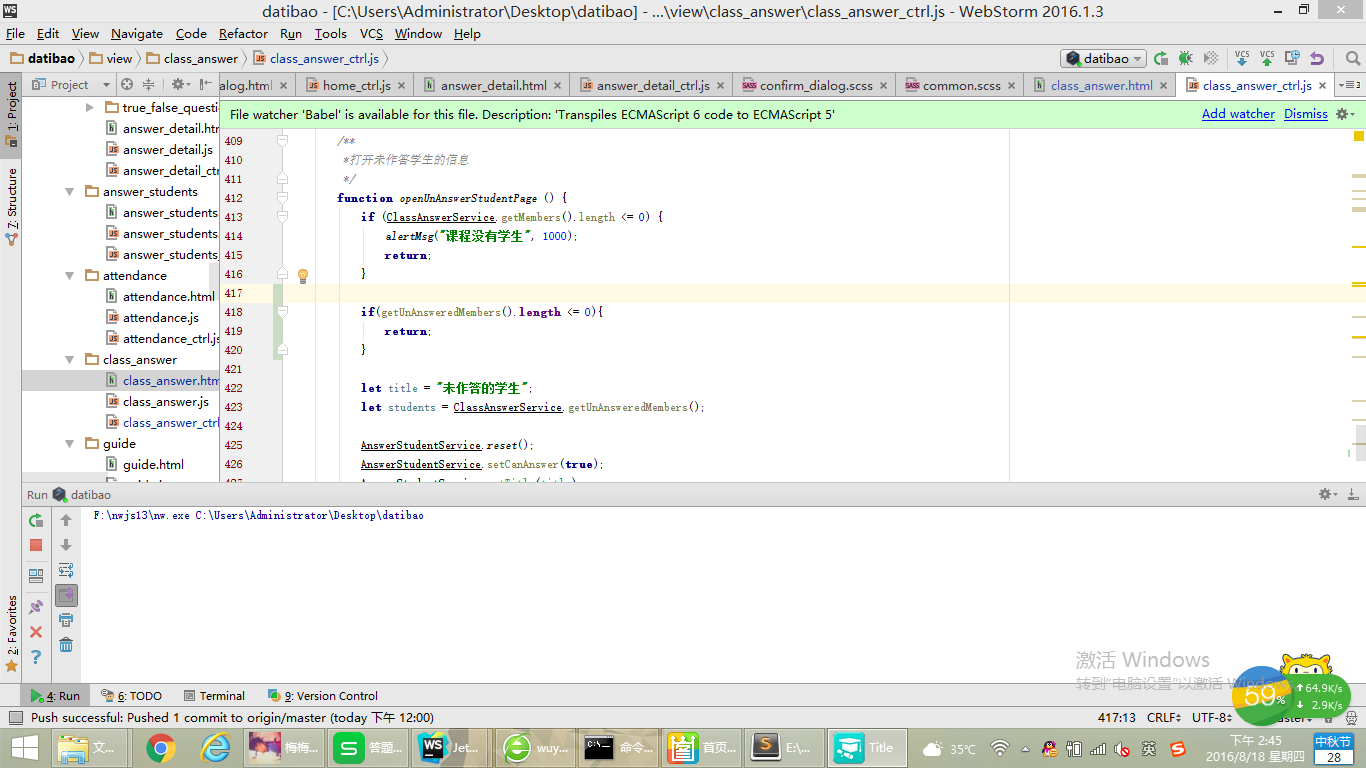 WS
datibao - [C:\Users\Administrator\Desktop\datibao] - ...\view\class_answer\class_answer_ctrl.js - WebStorm 2016.1.3
File Edit View Navigate Code Refactor Run Tools VCS Window Help
datibao view class_answer class_answer_ctrl.js
datibao
VCS VCS
Project
alog.html home_ctrl.js answer_detail.html answer_detail_ctrl.js confirm_dialog.scss common.scss class_answer.html class_answer_ctrl.js
1: Project
7: Structure
2: Favorites
true_false_questi
answer_detail.htr
answer_detail.js
answer_detail_ctr
answer_students
answer_students
answer_students
answer_students_
attendance
attendance.html
attendance.js
attendance_ctrl.js
class_answer
class_answer.htm
class_answer.js
class_answer_ctrl
guide
guide.html
File watcher 'Babel' is available for this file. Description: 'Transpiles ECMAScript 6 code to ECMAScript 5'
Add watcher Dismiss
409 /**
410 *打开未作答学生的信息
411 */
412 function openUnAnswerStudentPage () {
413 if (ClassAnswerService.getMembers().length <= 0) {
414 alertMsg("课程没有学生", 1000);
415 return;
416 }
417
418 if(getUnAnsweredMembers().length <= 0){
419 return;
420 }
421
422 let title = "未作答的学生";
423 let students = ClassAnswerService.getUnAnsweredMembers();
424
425 AnswerStudentService.reset();
426 AnswerStudentService.setCanAnswer(true);
Run datibao
F:\nwjs13\nw.exe C:\Users\Administrator\Desktop\datibao
激活 Windows
转到"电脑设置"以激活 Windows
59%
64.9K/s
2.9K/s
4: Run 6: TODO Terminal 9: Version Control
Push successful: Pushed 1 commit to origin/master (today 下午 12:00)
417:13 CRLF UTF-8
文... 梅梅... 答题... Jet... wuy... 命令... 首页... E:\... Title
35℃
英
下午 2:45
2016/8/18 星期四
中秋节
28